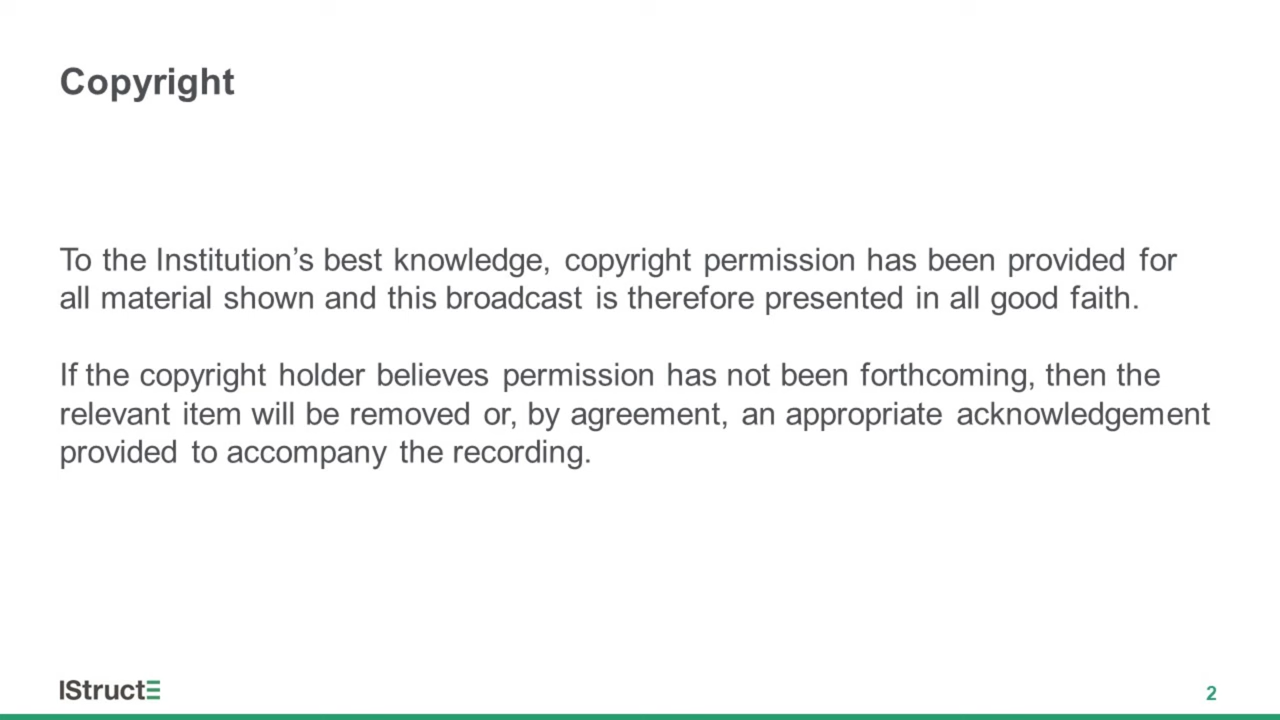 Copyright
To the Institution’s best knowledge, copyright permission has been provided for
all material shown and this broadcast is therefore presented in all good faith.
If the copyright holder believes permission has not been forthcoming, then the
relevant item will be removed or, by agreement, an appropriate acknowledgement
provided to accompany the recording.
IStructE
2